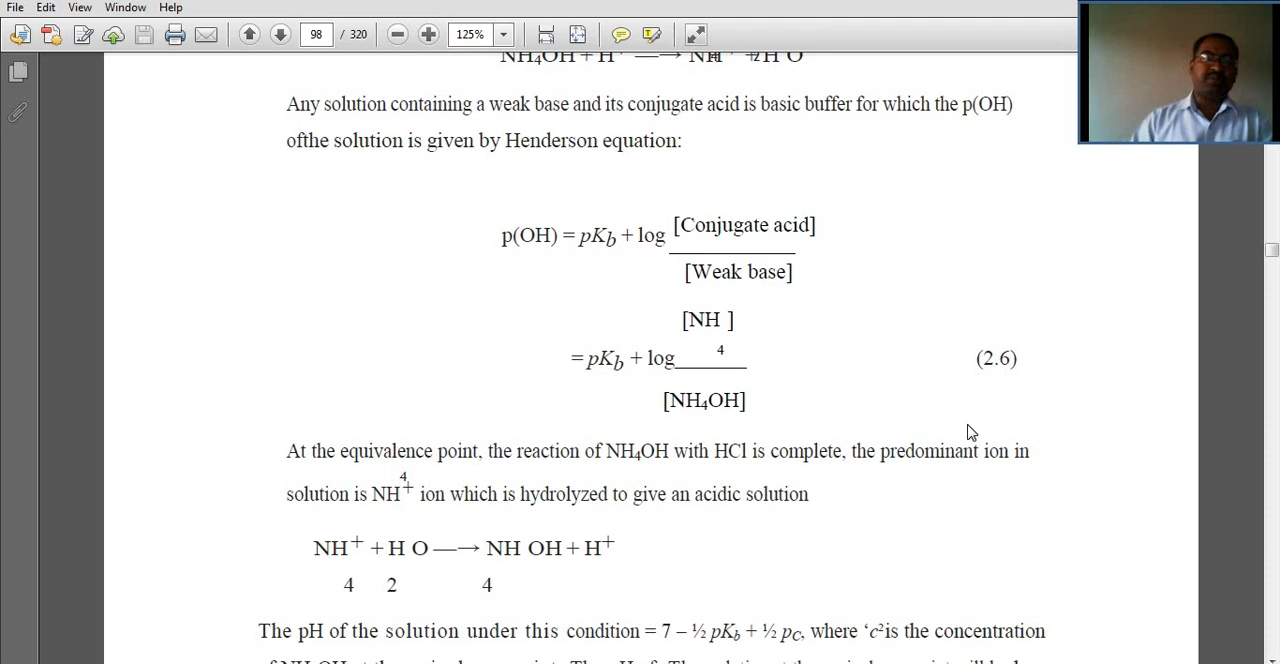 File Edit View Window Help
98 / 320 125%
NH₄OH + H⁺ —→ NH⁴⁺ + ₂H O
Any solution containing a weak base and its conjugate acid is basic buffer for which the p(OH)
ofthe solution is given by Henderson equation:
p(OH) = pKb + log [Conjugate acid]
[Weak base]
[NH ]
= pKb + log 4 (2.6)
[NH₄OH]
At the equivalence point, the reaction of NH₄OH with HCl is complete, the predominant ion in
4
solution is NH⁺ ion which is hydrolyzed to give an acidic solution
NH⁺ + H O —→ NH OH + H⁺
4 2 4
The pH of the solution under this condition = 7 – ½ pKb + ½ pC, where ‘c²is the concentration